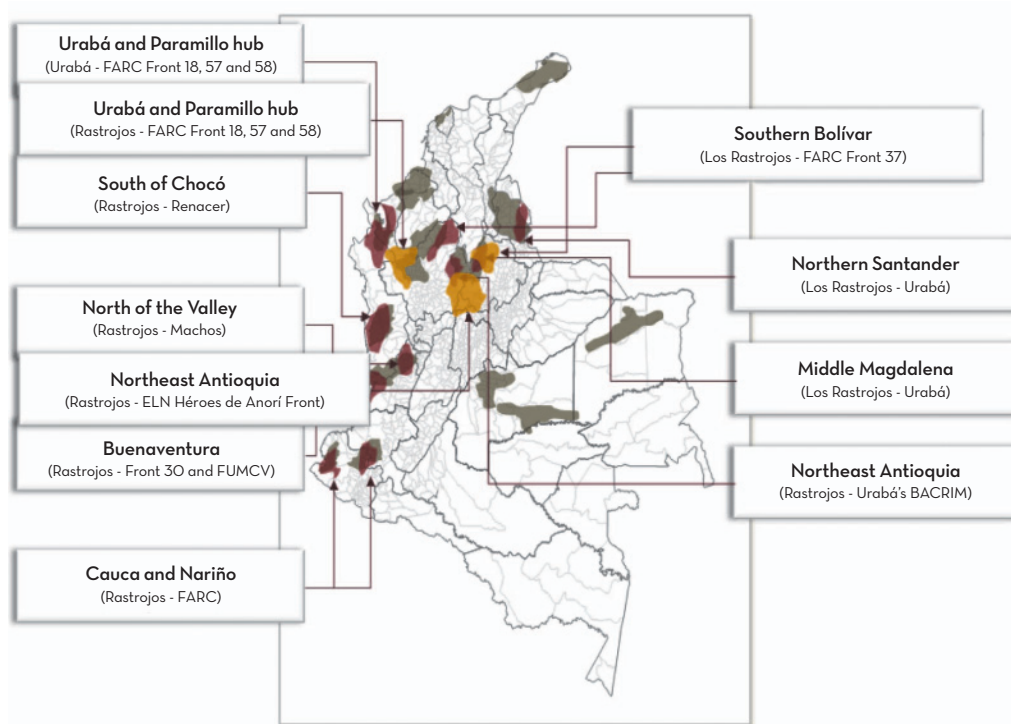 Urabá and Paramillo hub
(Urabá - FARC Front 18, 57 and 58)
Urabá and Paramillo hub
(Rastrojos - FARC Front 18, 57 and 58)
South of Chocó
(Rastrojos - Renacer)
North of the Valley
(Rastrojos - Machos)
Northeast Antioquia
(Rastrojos - ELN Héroes de Anorí Front)
Buenaventura
(Rastrojos - Front 30 and FUMCV)
Cauca and Nariño
(Rastrojos - FARC)
Southern Bolívar
(Los Rastrojos - FARC Front 37)
Northern Santander
(Los Rastrojos - Urabá)
Middle Magdalena
(Los Rastrojos - Urabá)
Northeast Antioquia
(Rastrojos - Urabá's BACRIM)